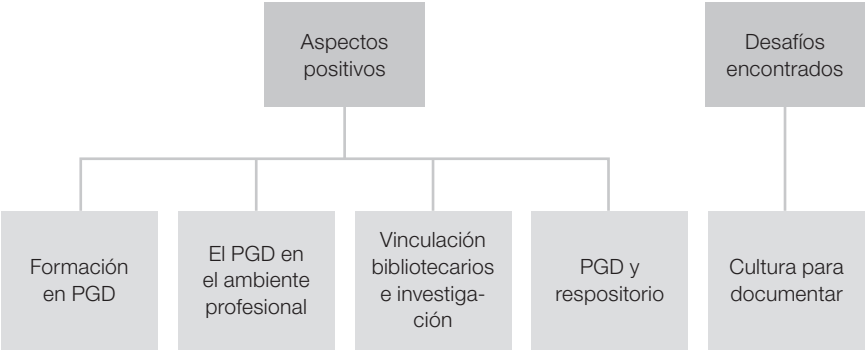 Aspectos
positivos
Desafíos
encontrados
Formación
en PGD
El PGD en
el ambiente
profesional
Vinculación
bibliotecarios
e investiga-
ción
PGD y
respositorio
Cultura para
documentar